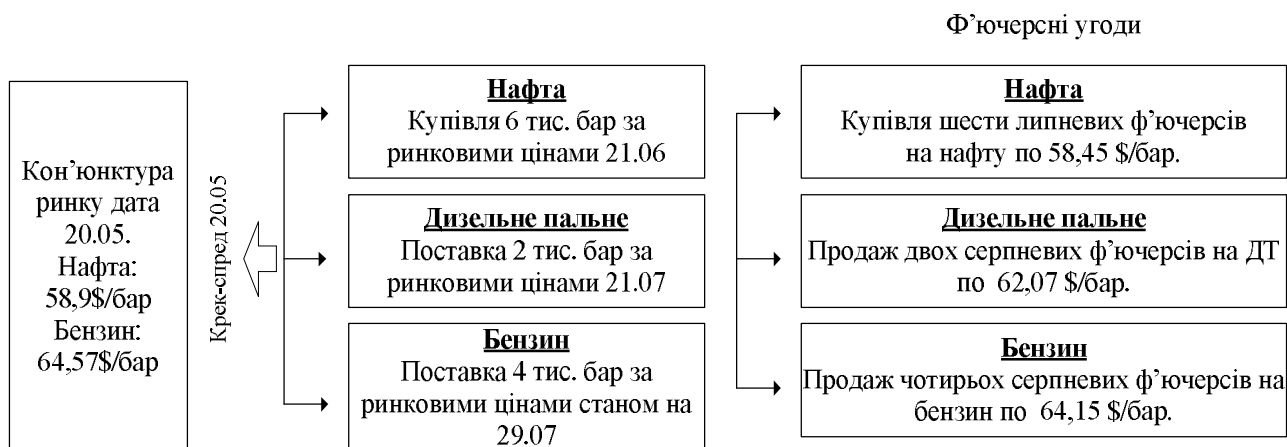 Ф’ючерсні угоди
Кон’юнктура
ринку дата
20.05.
Нафта:
58,9$/бар
Бензин:
64,57$/бар
Крек-спред 20.05
Нафта
Купівля 6 тис. бар за
ринковими цінами 21.06
Дизельне пальне
Поставка 2 тис. бар за
ринковими цінами 21.07
Бензин
Поставка 4 тис. бар за
ринковими цінами станом на
29.07
Нафта
Купівля шести липневих ф’ючерсів
на нафту по 58,45 $/бар.
Дизельне пальне
Продаж двох серпневих ф’ючерсів на ДТ
по 62,07 $/бар.
Бензин
Продаж чотирьох серпневих ф’ючерсів на
бензин по 64,15 $/бар.